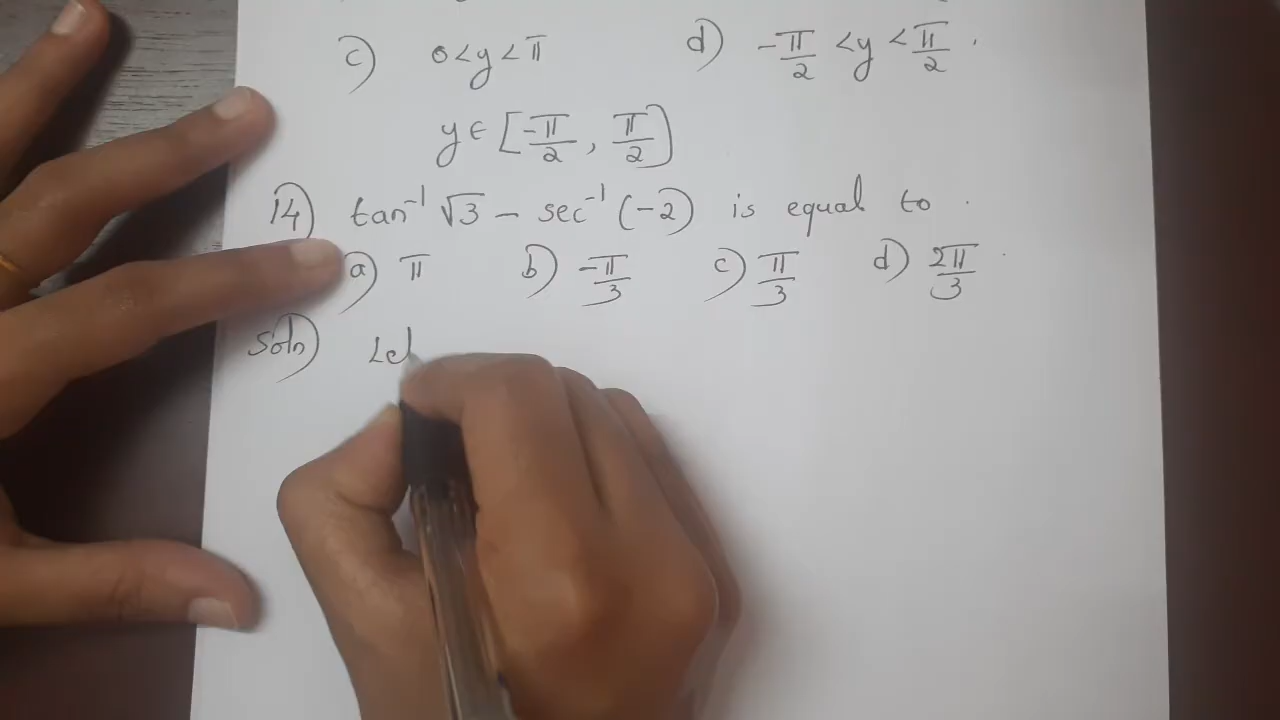 c) 0 < y < π d) -π/2 < y < π/2 .
y ∈ [-π/2, π/2]
14) tan⁻¹ √3 - sec⁻¹ (-2) is equal to .
a) π b) -π/3 c) π/3 d) 2π/3 .
Soln) Let